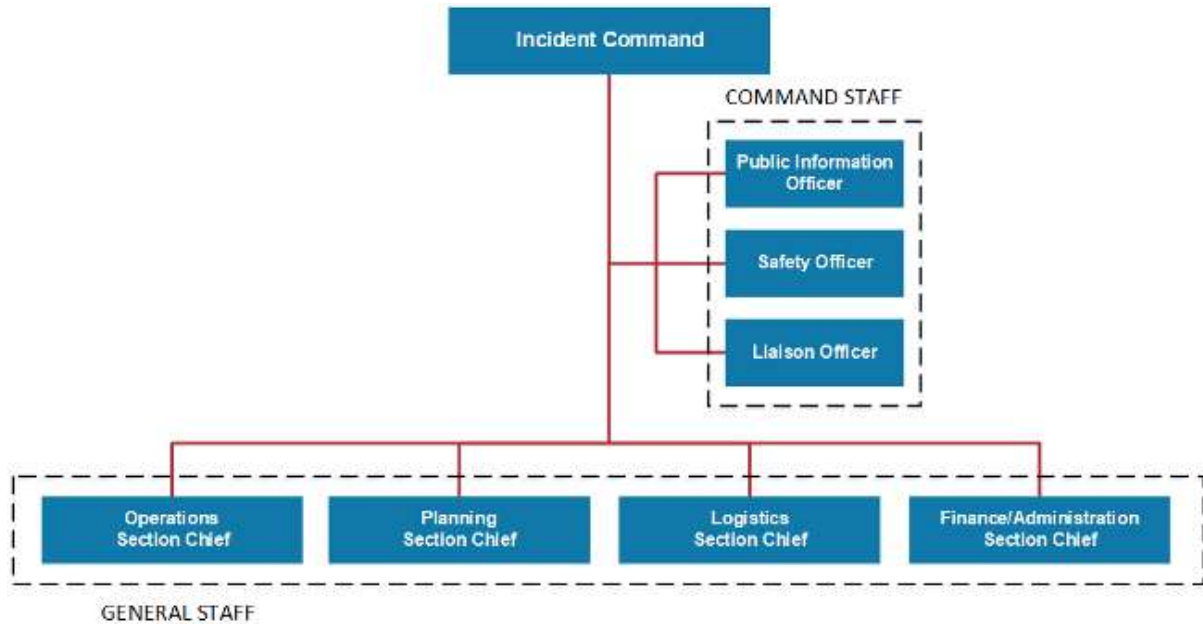 Incident Command
COMMAND STAFF
Public Information
Officer
Safety Officer
Liaison Officer
Operations
Section Chief
Planning
Section Chief
Logistics
Section Chief
Finance/Administration
Section Chief
GENERAL STAFF